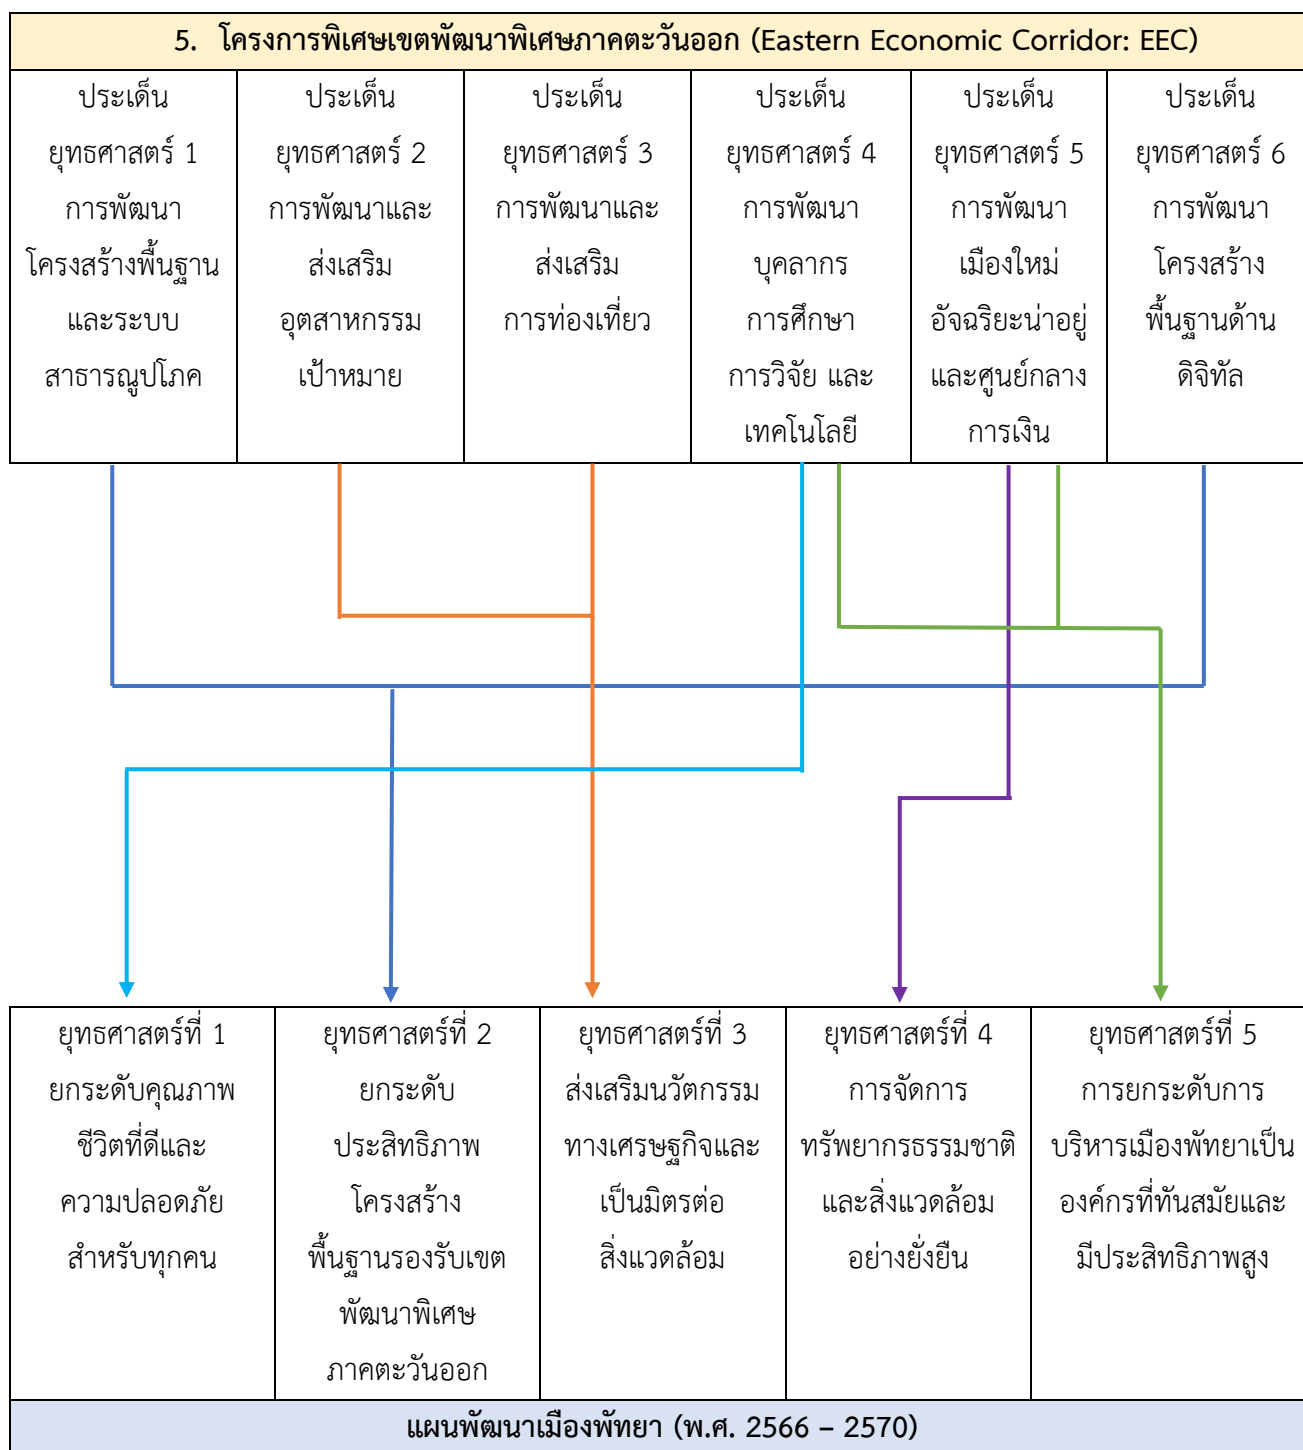 5. โครงการพิเศษเขตพัฒนาพิเศษภาคตะวันออก (Eastern Economic Corridor: EEC)
ประเด็น
ยุทธศาสตร์ 1
การพัฒนา
โครงสร้างพื้นฐาน
และระบบ
สาธารณูปโภค
ประเด็น
ยุทธศาสตร์ 2
การพัฒนาและ
ส่งเสริม
อุตสาหกรรม
เป้าหมาย
ประเด็น
ยุทธศาสตร์ 3
การพัฒนาและ
ส่งเสริม
การท่องเที่ยว
ประเด็น
ยุทธศาสตร์ 4
การพัฒนา
บุคลากร
การศึกษา
การวิจัย และ
เทคโนโลยี
ประเด็น
ยุทธศาสตร์ 5
การพัฒนา
เมืองใหม่
อัจฉริยะน่าอยู่
และศูนย์กลาง
การเงิน
ประเด็น
ยุทธศาสตร์ 6
การพัฒนา
โครงสร้าง
พื้นฐานด้าน
ดิจิทัล
ยุทธศาสตร์ที่ 1
ยกระดับคุณภาพ
ชีวิตที่ดีและ
ความปลอดภัย
สำหรับทุกคน
ยุทธศาสตร์ที่ 2
ยกระดับ
ประสิทธิภาพ
โครงสร้าง
พื้นฐานรองรับเขต
พัฒนาพิเศษ
ภาคตะวันออก
ยุทธศาสตร์ที่ 3
ส่งเสริมนวัตกรรม
ทางเศรษฐกิจและ
เป็นมิตรต่อ
สิ่งแวดล้อม
ยุทธศาสตร์ที่ 4
การจัดการ
ทรัพยากรธรรมชาติ
และสิ่งแวดล้อม
อย่างยั่งยืน
ยุทธศาสตร์ที่ 5
การยกระดับการ
บริหารเมืองพัทยาเป็น
องค์กรที่ทันสมัยและ
มีประสิทธิภาพสูง
แผนพัฒนาเมืองพัทยา (พ.ศ. 2566 – 2570)